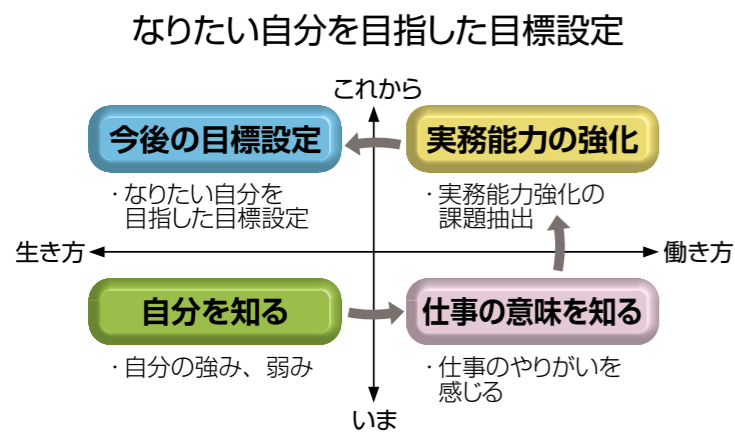 なりたい自分を目指した目標設定
これから
今後の目標設定
実務能力の強化
・なりたい自分を
目指した目標設定
・実務能力強化の
課題抽出
生き方
働き方
自分を知る
仕事の意味を知る
・自分の強み、弱み
・仕事のやりがいを
感じる
いま